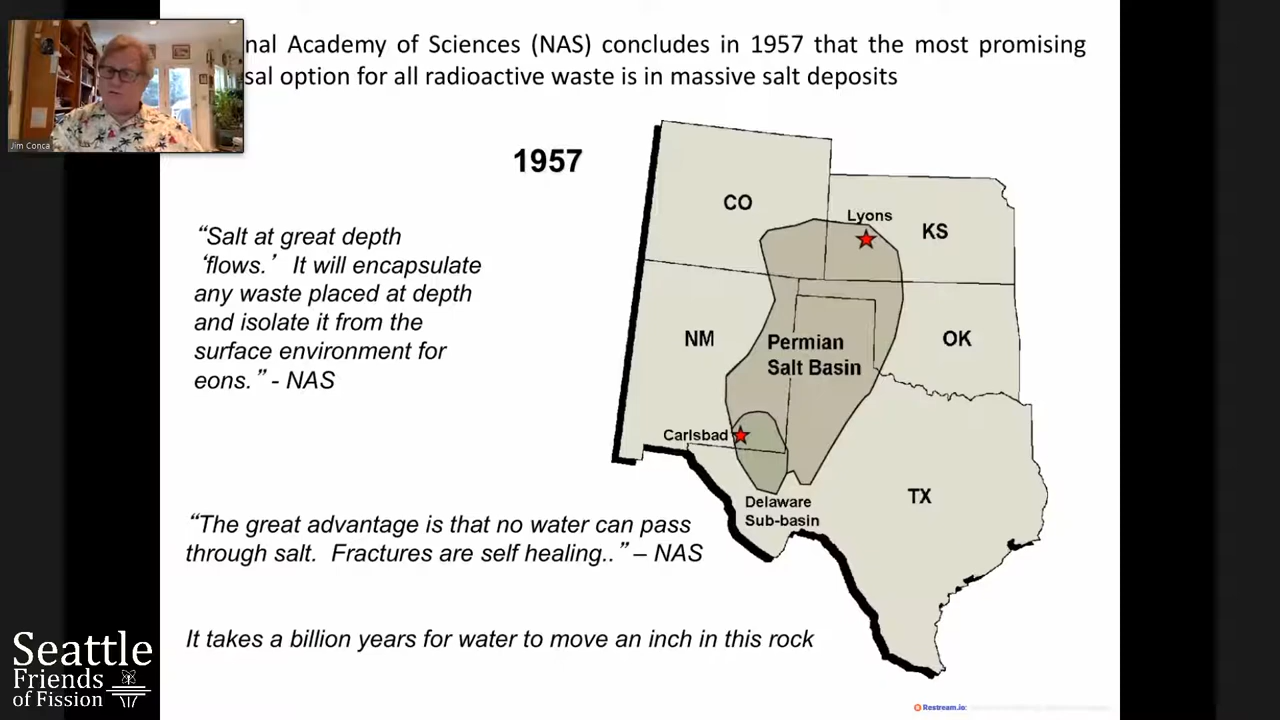 nal Academy of Sciences (NAS) concludes in 1957 that the most promising
sal option for all radioactive waste is in massive salt deposits
Jim Conca
1957
“Salt at great depth
‘flows.’ It will encapsulate
any waste placed at depth
and isolate it from the
surface environment for
eons.” - NAS
“The great advantage is that no water can pass
through salt. Fractures are self healing..” – NAS
It takes a billion years for water to move an inch in this rock
CO
Lyons
KS
NM
Permian
Salt Basin
OK
Carlsbad
TX
Delaware
Sub-basin
Seattle
Friends
of Fission
Restream.io: